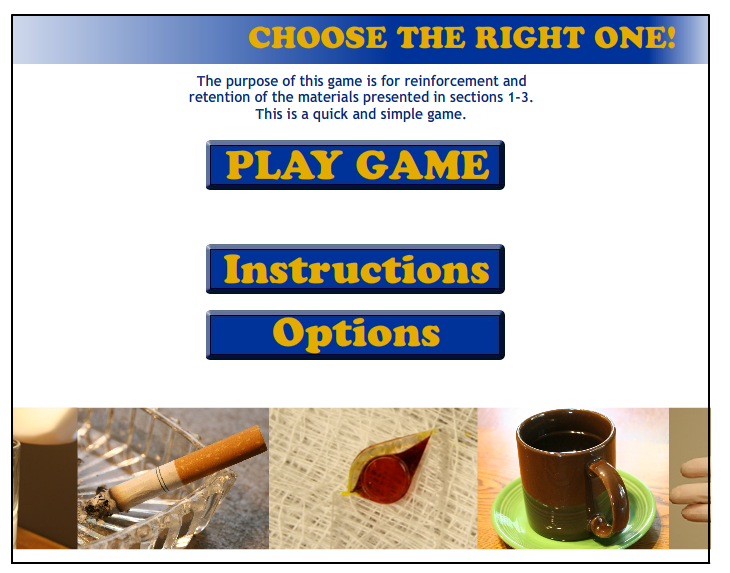 CHOOSE THE RIGHT ONE!
The purpose of this game is for reinforcement and
retention of the materials presented in sections 1-3.
This is a quick and simple game.
PLAY GAME
Instructions
Options